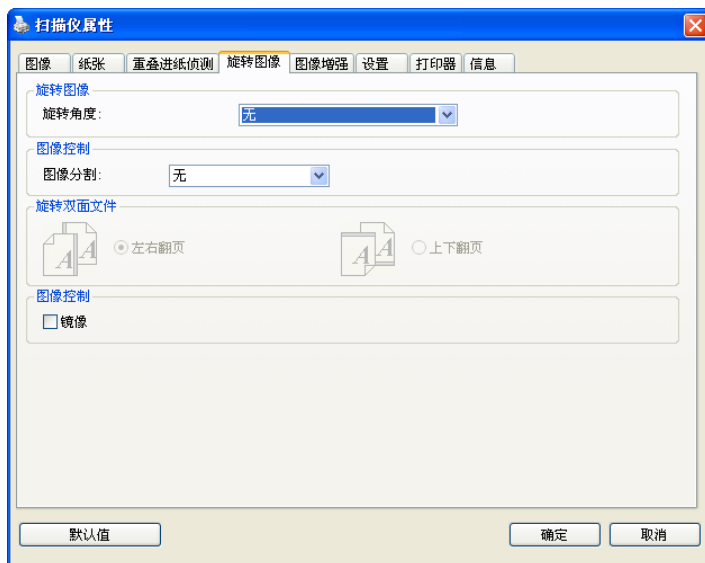 扫描仪属性
图像 纸张 重叠进纸侦测 旋转图像 图像增强 设置 打印器 信息
旋转图像
旋转角度: 无
图像控制
图像分割: 无
旋转双面文件
A A 左右翻页 A A 上下翻页
图像控制
镜像
默认值 确定 取消